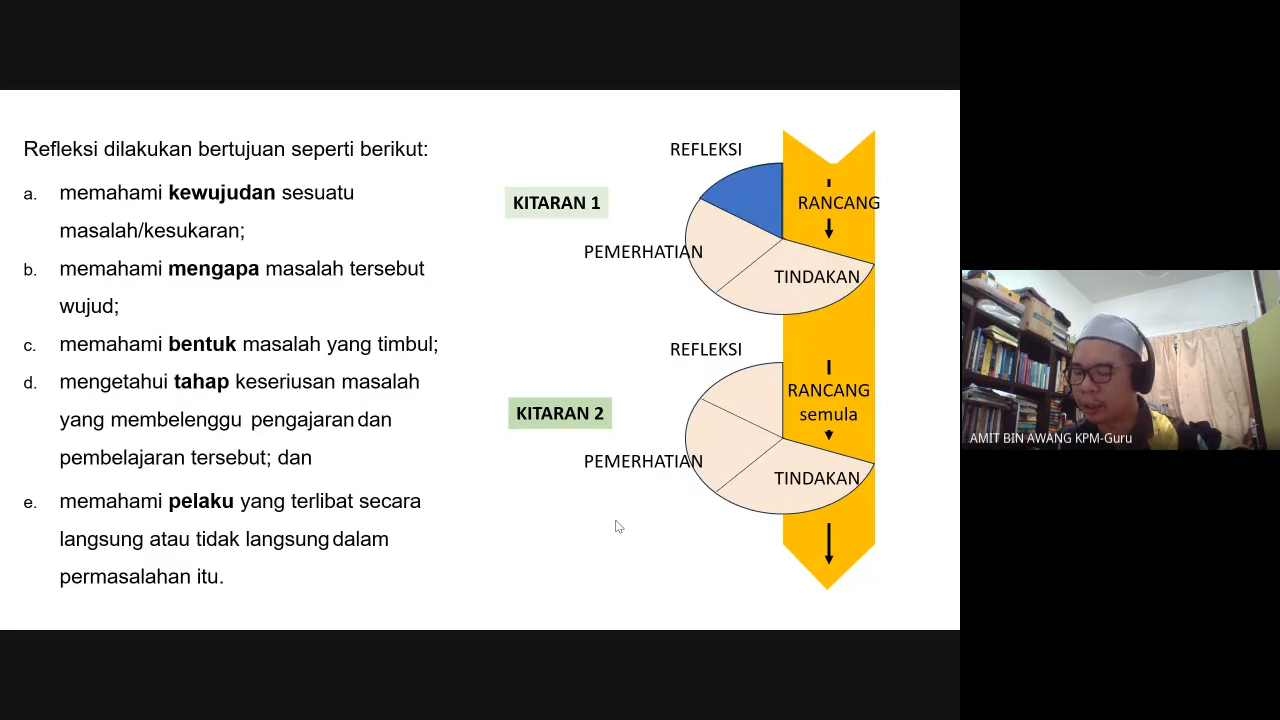 Refleksi dilakukan bertujuan seperti berikut:
a. memahami kewujudan sesuatu
masalah/kesukaran;
b. memahami mengapa masalah tersebut
wujud;
c. memahami bentuk masalah yang timbul;
d. mengetahui tahap keseriusan masalah
yang membelenggu pengajaran dan
pembelajaran tersebut; dan
e. memahami pelaku yang terlibat secara
langsung atau tidak langsung dalam
permasalahan itu.
REFLEKSI
KITARAN 1
RANCANG
PEMERHATIAN
TINDAKAN
REFLEKSI
RANCANG
semula
KITARAN 2
PEMERHATIAN
TINDAKAN
AMIT BIN AWANG KPM-Guru